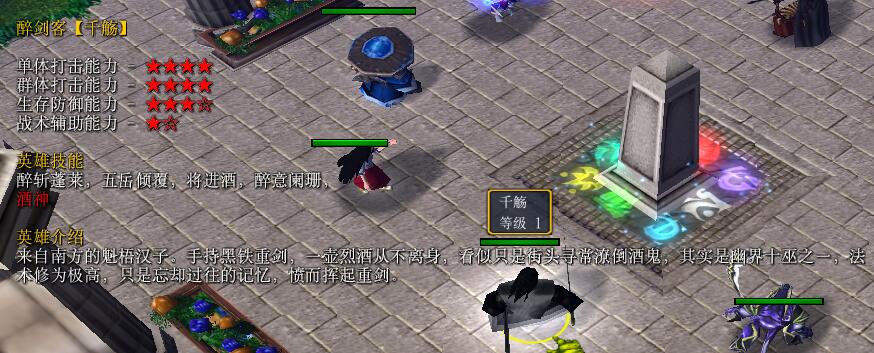 醉剑客【千觞】
单体打击能力 - ★★★★
群体打击能力 - ★★★★
生存防御能力 - ★★★☆
战术辅助能力 - ★☆
英雄技能
醉斩蓬莱，五岳倾覆，将进酒，醉意阑珊，
酒神
千觞
等级 1
英雄介绍
来自南方的魁梧汉子。手持黑铁重剑，一壶烈酒从不离身，看似只是街头寻常潦倒酒鬼，其实是幽界十巫之一，法
术修为极高，只是忘却过往的记忆，愤而挥起重剑。